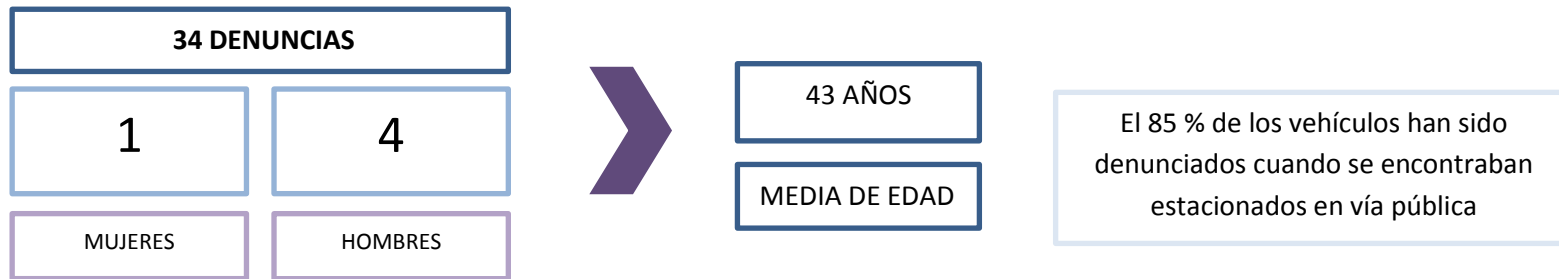 34 DENUNCIAS
1
4
MUJERES
HOMBRES
43 AÑOS
MEDIA DE EDAD
El 85 % de los vehículos han sido
denunciados cuando se encontraban
estacionados en vía pública